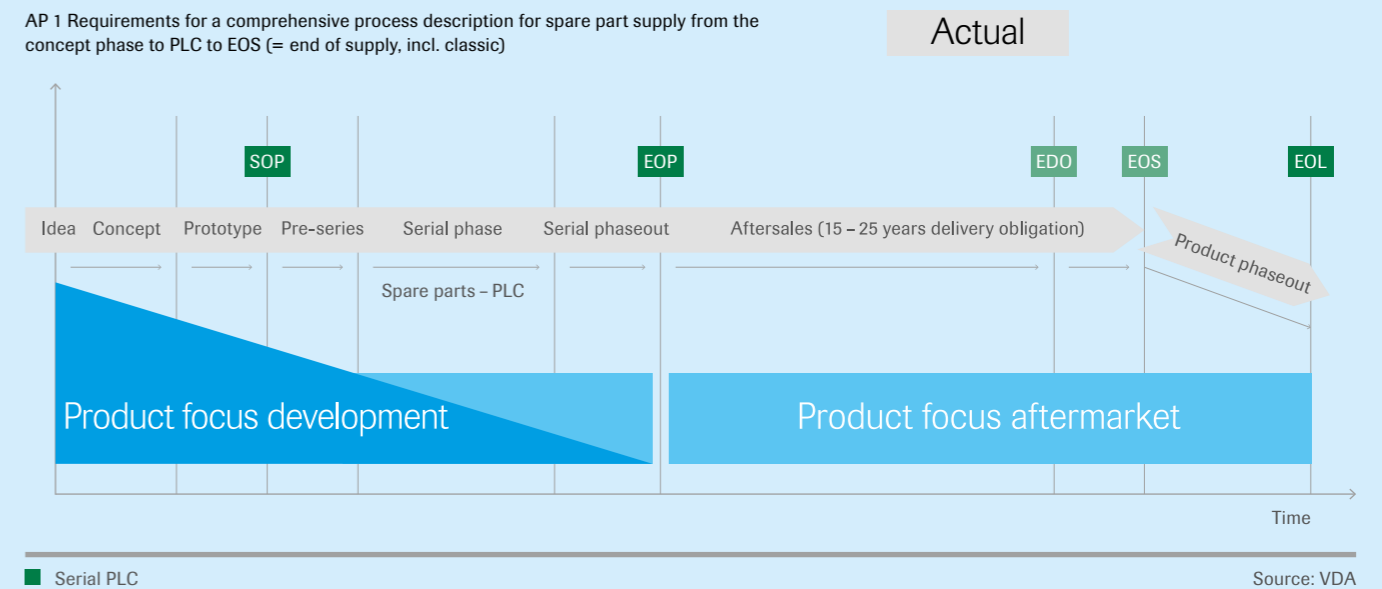 AP 1 Requirements for a comprehensive process description for spare part supply from the
concept phase to PLC to EOS (= end of supply, incl. classic)
Actual
SOP
EOP
EDO
EOS
EOL
Idea
Concept
Prototype
Pre-series
Serial phase
Serial phaseout
Aftersales (15 – 25 years delivery obligation)
Product phaseout
Spare parts – PLC
Product focus development
Product focus aftermarket
Time
Serial PLC
Source: VDA